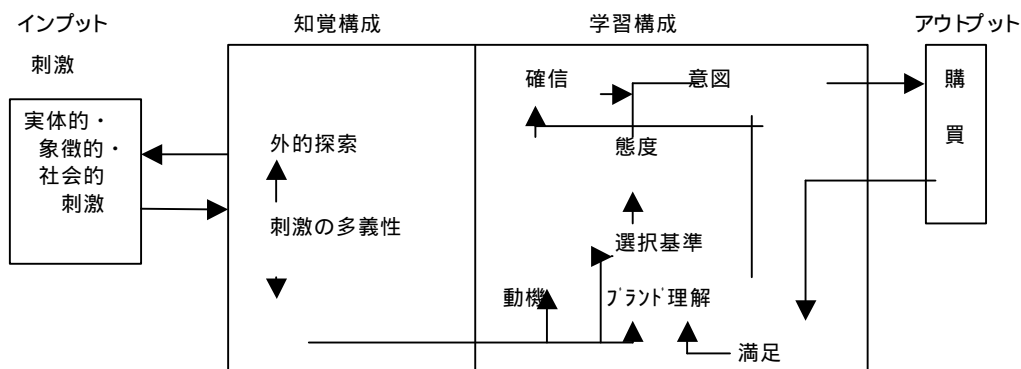 インプット
知覚構成
学習構成
アウトプット
刺激
実体的・
象徴的・
社会的
刺激
外的探索
刺激の多義性
確信
意図
態度
選択基準
動機
ブランド理解
満足
購
買